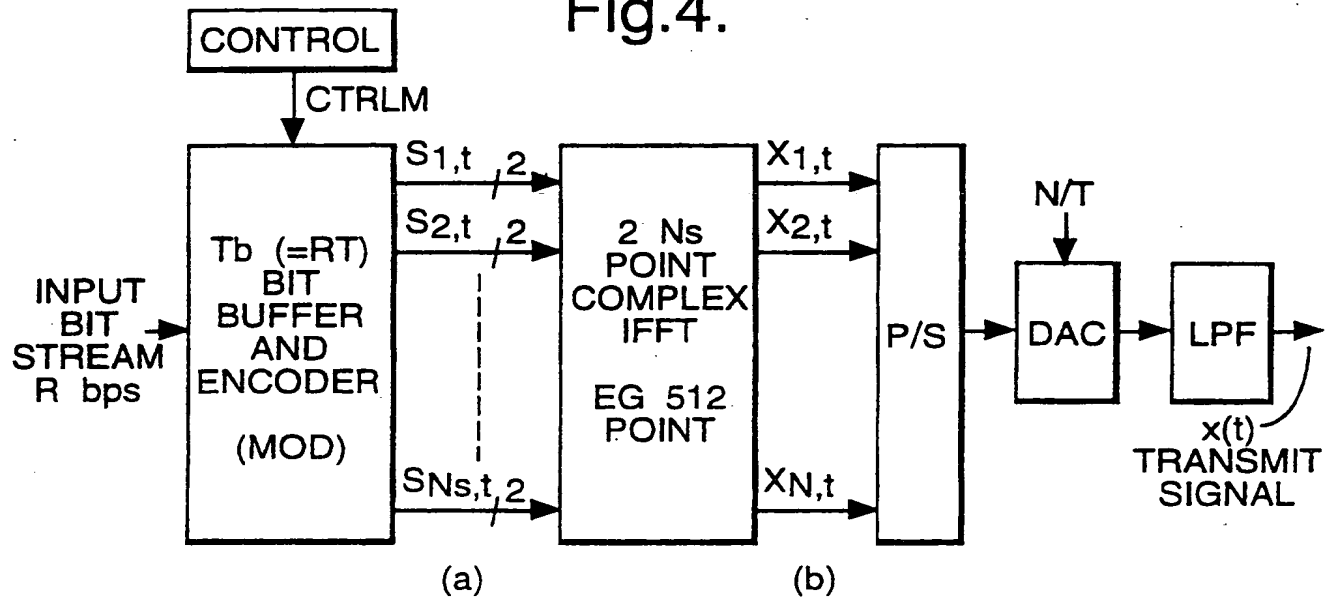 Fig.4.
CONTROL
CTRLM
INPUT
BIT
STREAM
R bps
Tb (=RT)
BIT
BUFFER
AND
ENCODER
(MOD)
S1,t
2
S2,t
2
SNs,t
2
2 Ns
POINT
COMPLEX
IFFT
EG 512
POINT
X1,t
X2,t
XN,t
P/S
N/T
DAC
LPF
x(t)
TRANSMIT
SIGNAL
(a)
(b)